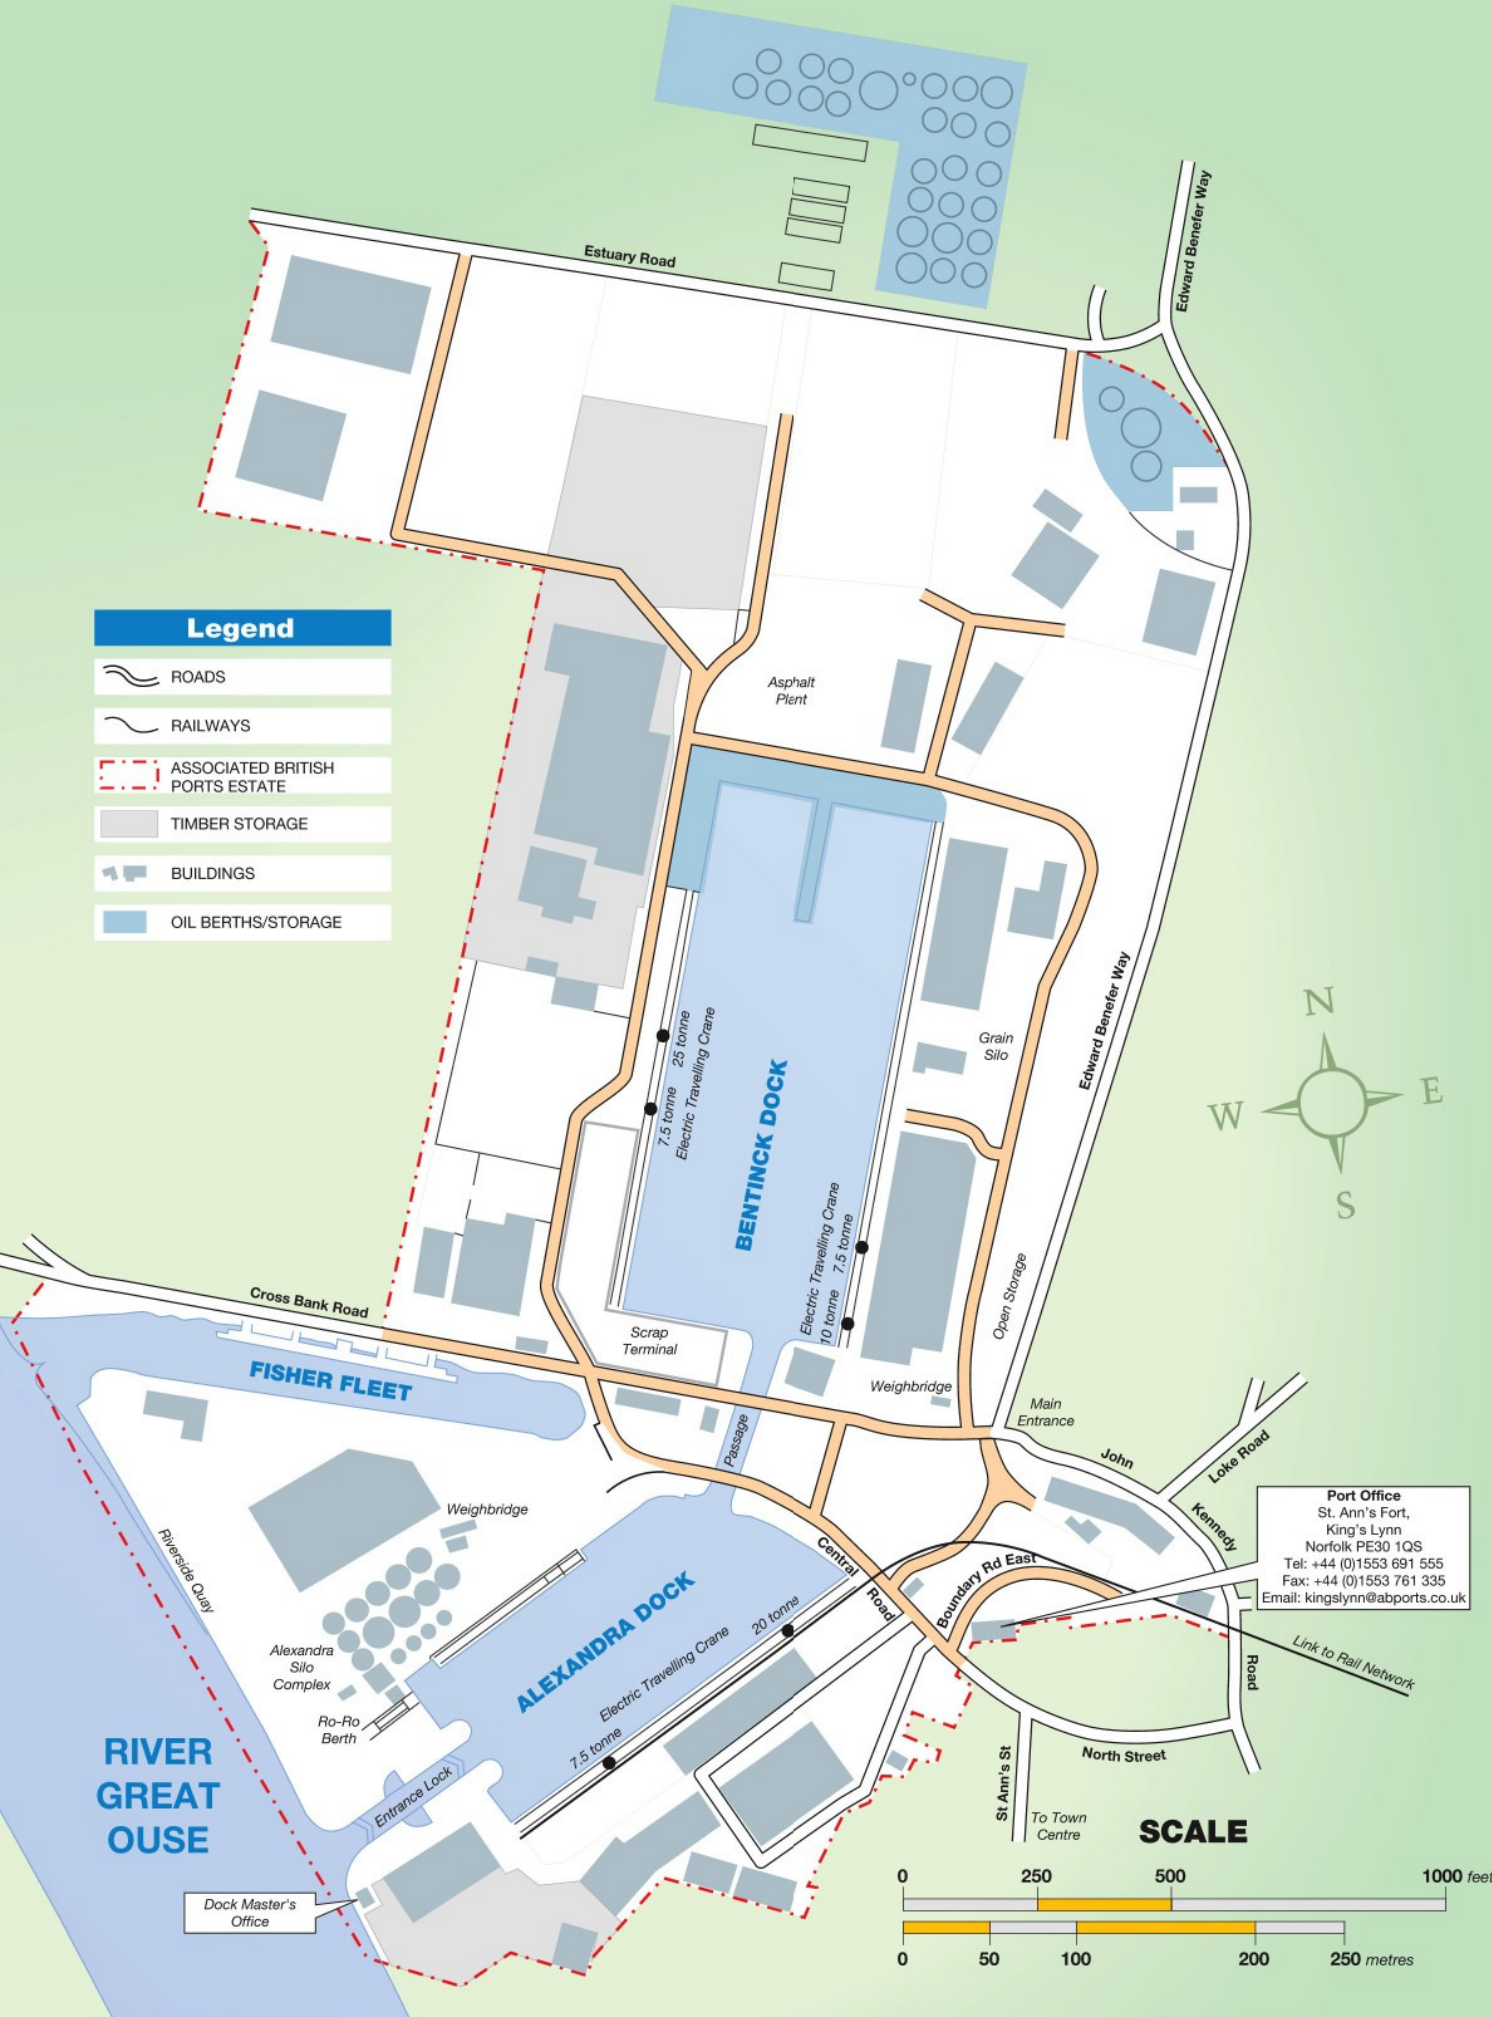 Estuary Road
Edward Benefer Way
Legend
ROADS
RAILWAYS
ASSOCIATED BRITISH
PORTS ESTATE
TIMBER STORAGE
BUILDINGS
OIL BERTHS/STORAGE
Asphalt
Plant
25 tonne
7.5 tonne
Electric Travelling Crane
BENTINCK DOCK
Grain
Silo
Edward Benefer Way
N
E
W
S
Electric Travelling Crane
7.5 tonne
10 tonne
Open Storage
Cross Bank Road
FISHER FLEET
Scrap
Terminal
Weighbridge
Main
Entrance
Passage
John
Kennedy
Road
Loke Road
Port Office
St. Ann's Fort,
King's Lynn
Norfolk PE30 1QS
Tel: +44 (0)1553 691 555
Fax: +44 (0)1553 761 335
Email: kingslynn@abports.co.uk
Weighbridge
Riverside Quay
Central
Road
Boundary Rd East
Link to Rail Network
ALEXANDRA DOCK
20 tonne
Electric Travelling Crane
7.5 tonne
Alexandra
Silo
Complex
Ro-Ro
Berth
RIVER
GREAT
OUSE
Entrance Lock
North Street
St Ann's St
To Town
Centre
Dock Master's
Office
SCALE
0 250 500 1000 feet
0 50 100 200 250 metres